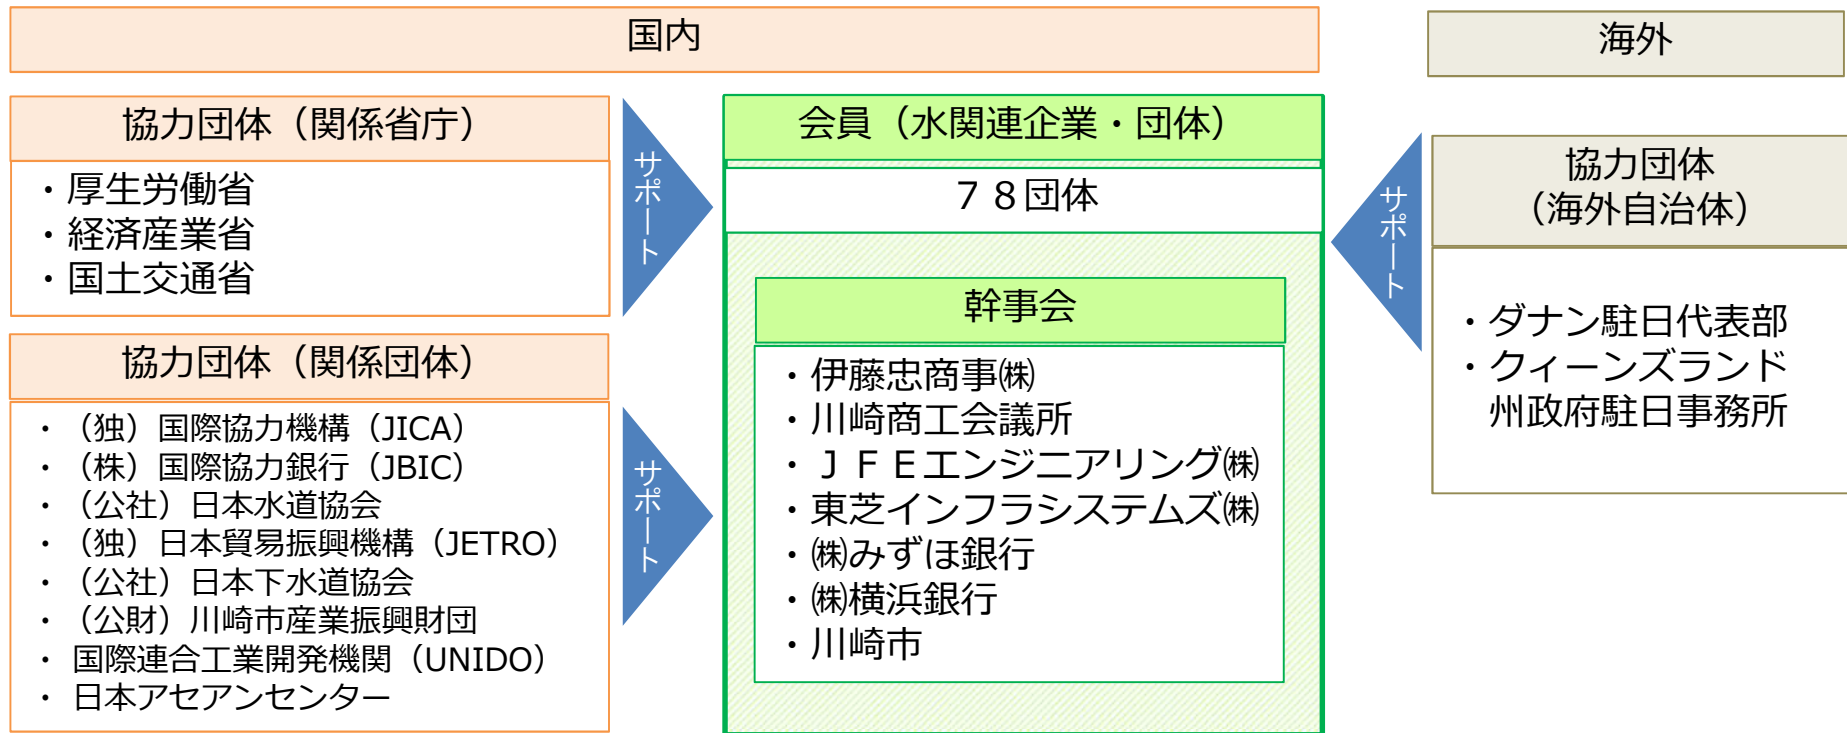 国内
海外
協力団体（関係省庁）
・厚生労働省
・経済産業省
・国土交通省
サポート
協力団体（関係団体）
・（独）国際協力機構（JICA）
・（株）国際協力銀行（JBIC）
・（公社）日本水道協会
・（独）日本貿易振興機構（JETRO）
・（公社）日本下水道協会
・（公財）川崎市産業振興財団
・ 国際連合工業開発機関（UNIDO）
・ 日本アセアンセンター
サポート
会員（水関連企業・団体）
７８団体
幹事会
・伊藤忠商事㈱
・川崎商工会議所
・ＪＦＥエンジニアリング㈱
・東芝インフラシステムズ㈱
・㈱みずほ銀行
・㈱横浜銀行
・川崎市
サポート
協力団体
（海外自治体）
・ダナン駐日代表部
・クィーンズランド
州政府駐日事務所